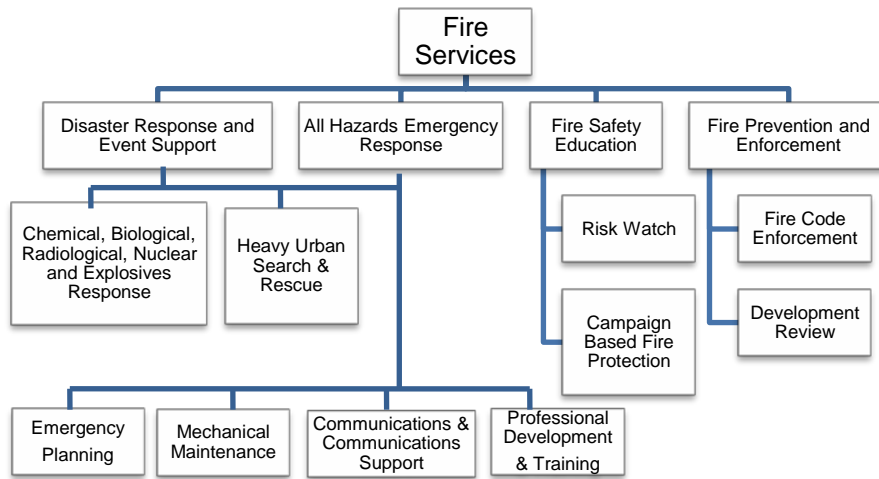 Fire
Services
Disaster Response and
Event Support
All Hazards Emergency
Response
Fire Safety
Education
Fire Prevention and
Enforcement
Chemical, Biological,
Radiological, Nuclear
and Explosives
Response
Heavy Urban
Search &
Rescue
Risk Watch
Fire Code
Enforcement
Campaign
Based Fire
Protection
Development
Review
Emergency
Planning
Mechanical
Maintenance
Communications &
Communications
Support
Professional
Development
& Training